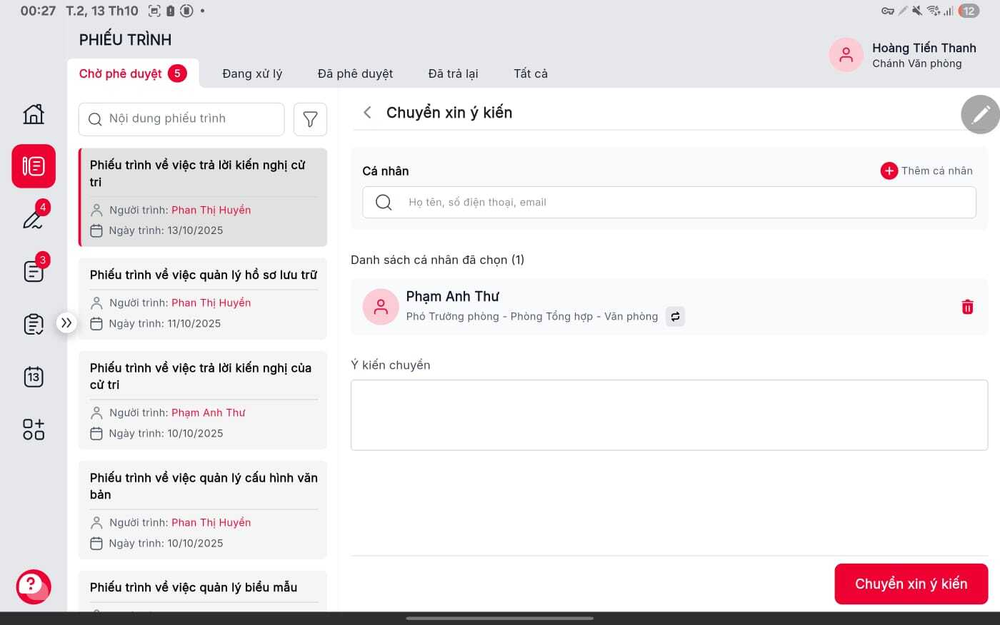 00:27 T.2, 13 Th10
12
PHIẾU TRÌNH
Hoàng Tiến Thanh
Chánh Văn phòng
Chờ phê duyệt 5
Đang xử lý
Đã phê duyệt
Đã trả lại
Tất cả
4
3
13
Nội dung phiếu trình
Phiếu trình về việc trả lời kiến nghị cử
tri
Người trình: Phan Thị Huyền
Ngày trình: 13/10/2025
Phiếu trình về việc quản lý hồ sơ lưu trữ
Người trình: Phan Thị Huyền
Ngày trình: 11/10/2025
Phiếu trình về việc trả lời kiến nghị của
cử tri
Người trình: Phạm Anh Thư
Ngày trình: 10/10/2025
Phiếu trình về việc quản lý cấu hình văn
bản
Người trình: Phan Thị Huyền
Ngày trình: 10/10/2025
Phiếu trình về việc quản lý biểu mẫu
Chuyển xin ý kiến
Cá nhân
Thêm cá nhân
Họ tên, số điện thoại, email
Danh sách cá nhân đã chọn (1)
Phạm Anh Thư
Phó Trưởng phòng - Phòng Tổng hợp - Văn phòng
Ý kiến chuyển
Chuyển xin ý kiến